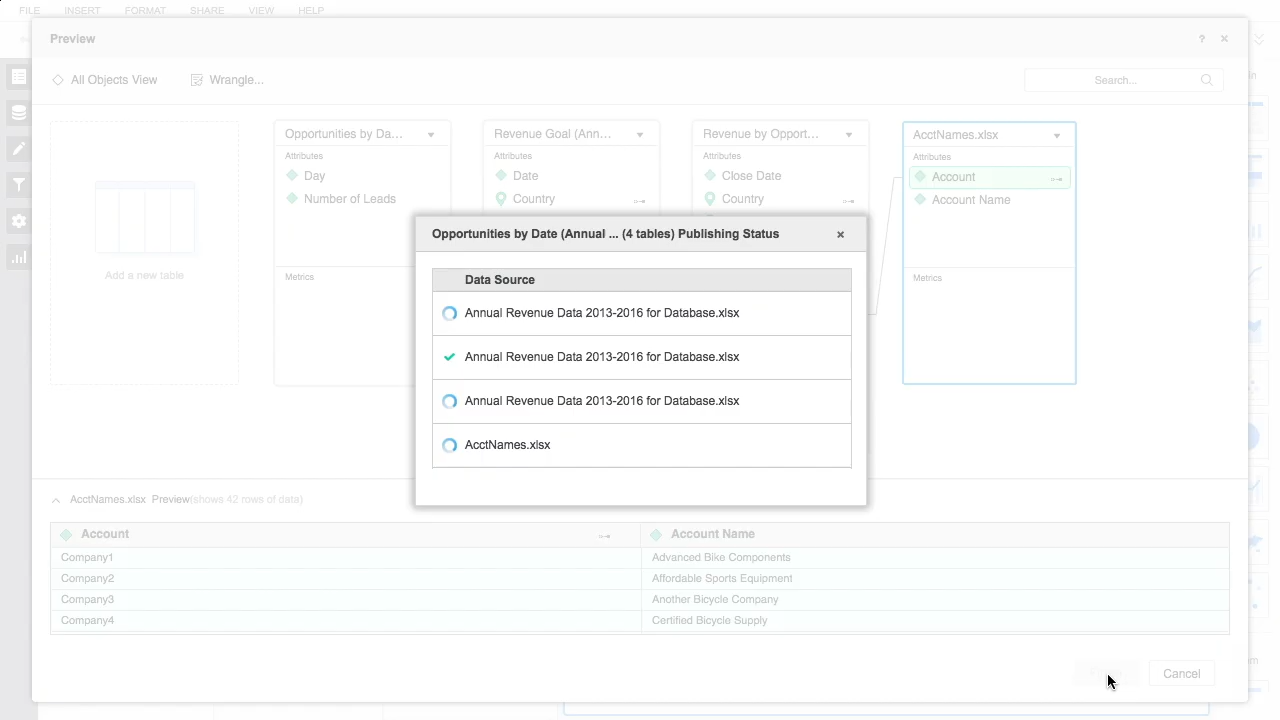 FILE INSERT FORMAT SHARE VIEW HELP
Preview ? ×
All Objects View Wrangle... Search...
Add a new table
Opportunities by Da...
Attributes
Day
Number of Leads
Metrics
Revenue Goal (Ann...
Attributes
Date
Country
Revenue by Opport...
Attributes
Close Date
Country
AcctNames.xlsx
Attributes
Account
Account Name
Metrics
Opportunities by Date (Annual ... (4 tables) Publishing Status ×
Data Source
Annual Revenue Data 2013-2016 for Database.xlsx
Annual Revenue Data 2013-2016 for Database.xlsx
Annual Revenue Data 2013-2016 for Database.xlsx
AcctNames.xlsx
AcctNames.xlsx Preview(shows 42 rows of data)
Account Account Name
Company1 Advanced Bike Components
Company2 Affordable Sports Equipment
Company3 Another Bicycle Company
Company4 Certified Bicycle Supply
Cancel